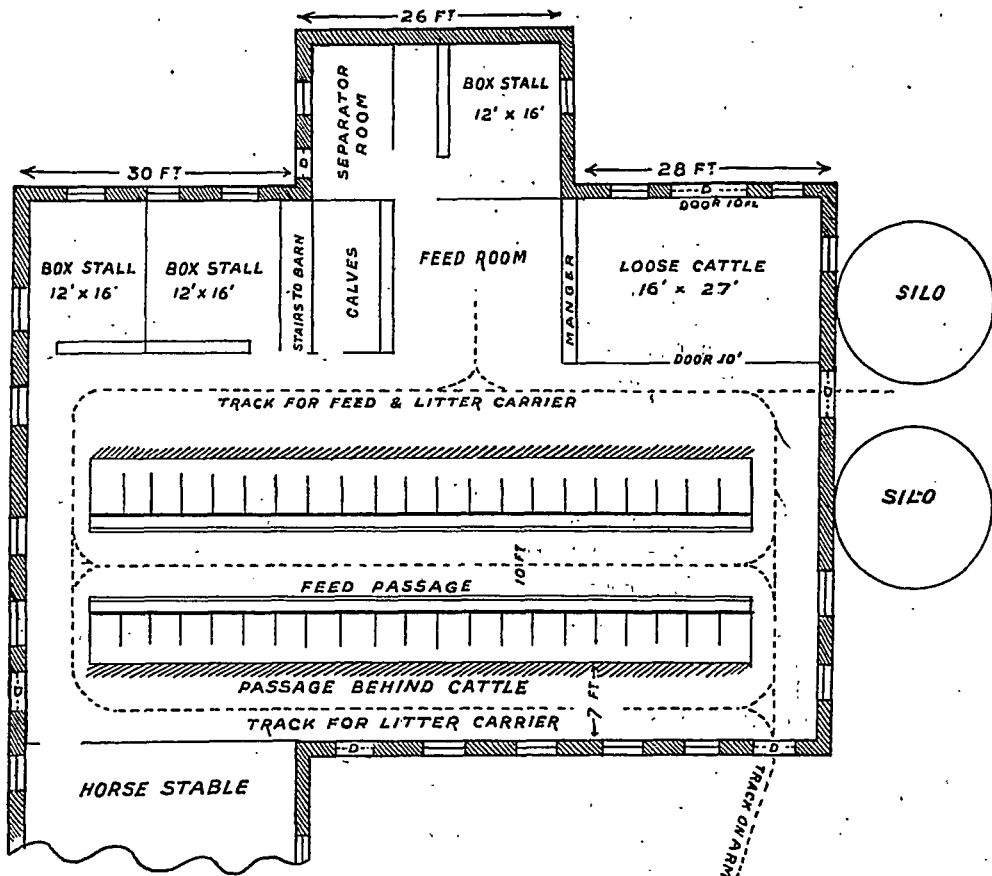 26 FT
SEPARATOR
ROOM
BOX STALL
12' x 16'
30 FT
D
28 FT
D
DOOR 10 FT.
BOX STALL
12' x 16'
BOX STALL
12' x 16'
STAIRS TO BARN
CALVES
FEED ROOM
MANGER
LOOSE CATTLE
16' x 27'
SILO
DOOR 10'
D
TRACK FOR FEED & LITTER CARRIER
SILO
10 FT
FEED PASSAGE
D
PASSAGE BEHIND CATTLE
7 FT
TRACK FOR LITTER CARRIER
D
D
HORSE STABLE
TRACK ON ARM